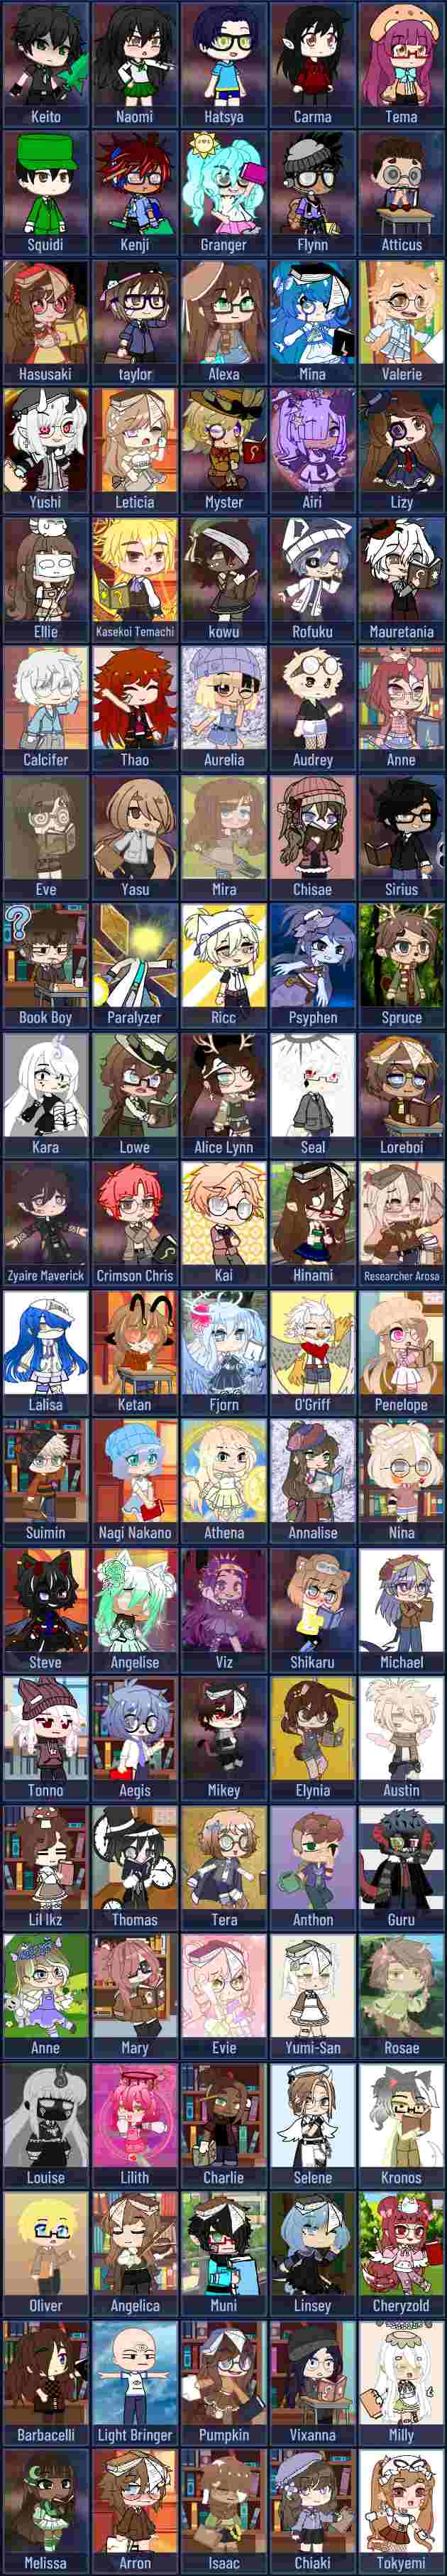 Keito Naomi Hatsya Carma Tema
Squidi Kenji Granger Flynn Atticus
Hasusaki taylor Alexa Mina Valerie
Yushi Leticia Myster Airi Lizy
Ellie Kasekoi Temachi kowu Rofuku Mauretania
Calcifer Thao Aurelia Audrey Anne
Eve Yasu Mira Chisae Sirius
?
Book Boy Paralyzer Ricc Psyphen Spruce
Kara Lowe Alice Lynn Seal Loreboi
Zyaire Maverick Crimson Chris Kai Hinami Researcher Arosa
Lalisa Ketan Fjorn O'Griff Penelope
Suimin Nagi Nakano Athena Annalise Nina
Steve Angelise Viz Shikaru Michael
Tonno Aegis Mikey Elynia Austin
Lil Ikz Thomas Tera Anthon Guru
Anne Mary Evie Yumi-San Rosae
Louise Lilith Charlie Selene Kronos
Oliver Angelica Muni Linsey Cheryzold
Barbacelli Light Bringer Pumpkin Vixanna Milly
Melissa Arron Isaac Chiaki Tokyemi